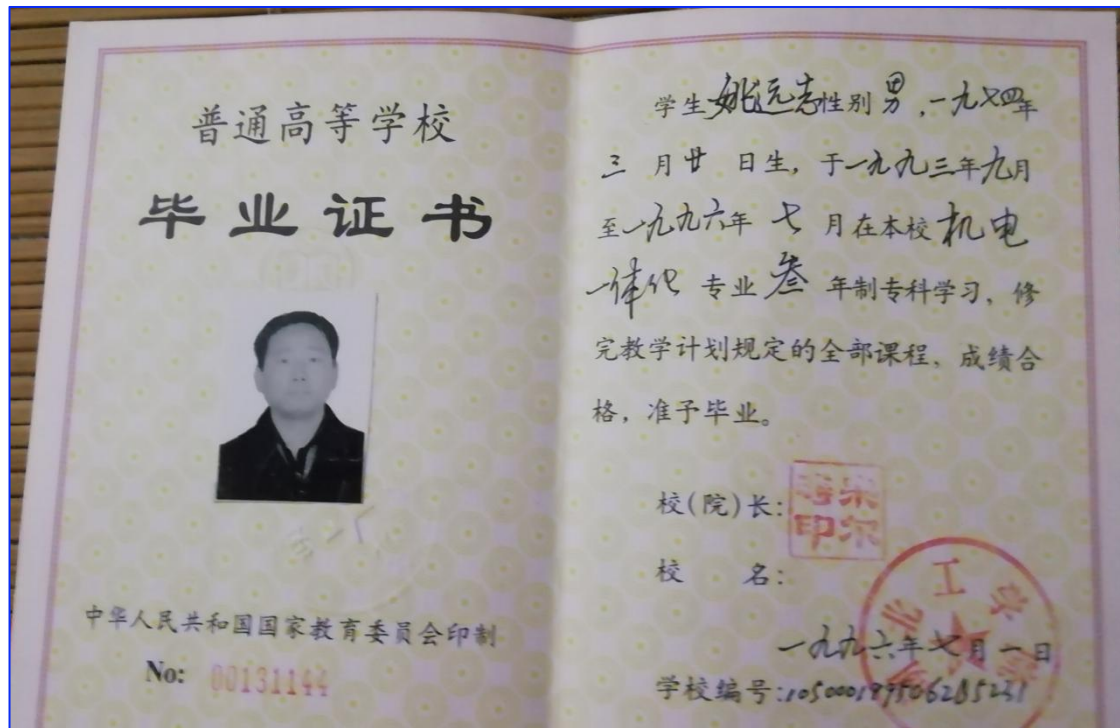 普通高等学校
毕业证书
中华人民共和国国家教育委员会印制
No: 00131144
学生姚远志性别男,一九七四年
三月廿日生,于一九九三年九月
至一九九六年七月在本校机电
一体化专业叁年制专科学习,修
完教学计划规定的全部课程,成绩合
格,准予毕业。
校(院)长:
校名:
北工学
一九九六年七月一日
学校编号: